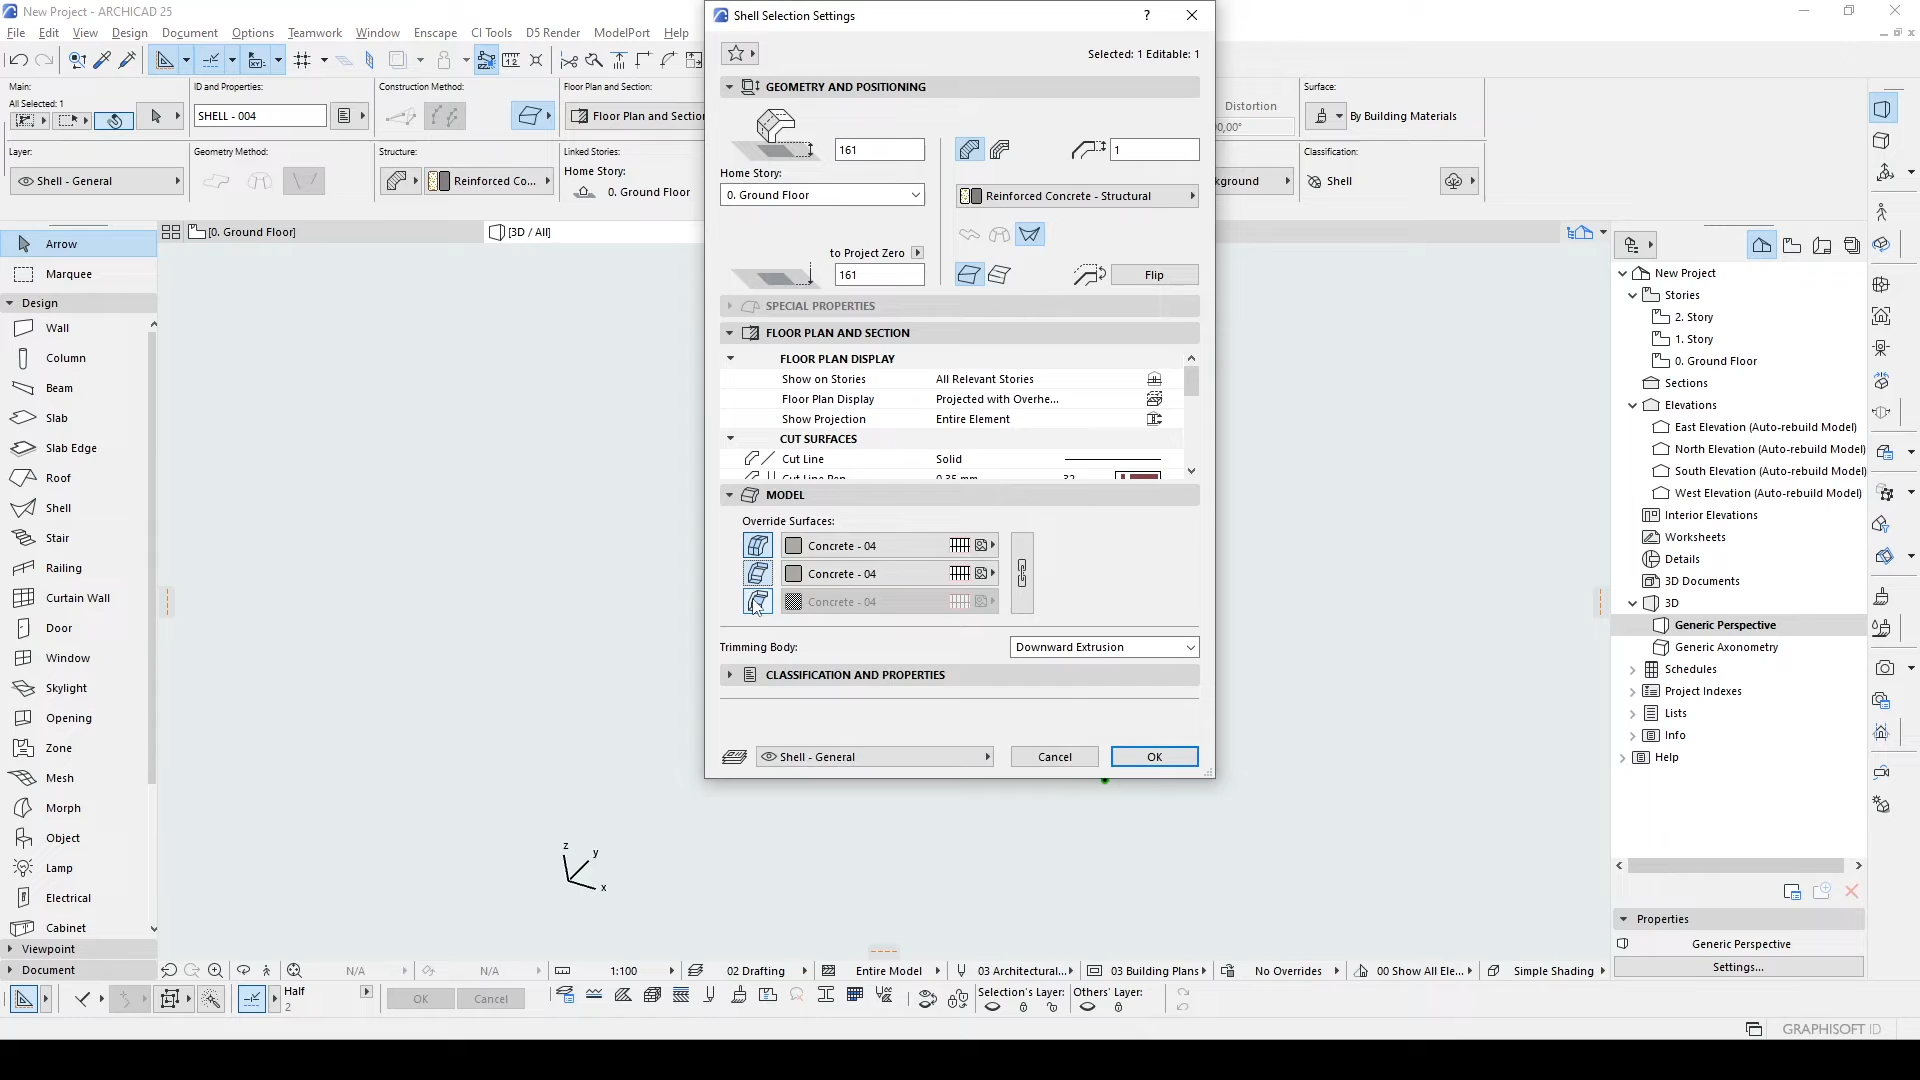 New Project - ARCHICAD 25
File Edit View Design Document Options Teamwork Window Enscape CI Tools D5 Render ModelPort Help
Main:
All Selected: 1
ID and Properties:
SHELL - 004
Construction Method:
Floor Plan and Section:
Floor Plan and Sectio
Layer:
Shell - General
Geometry Method:
Structure:
Reinforced Co...
Linked Stories:
Home Story:
0. Ground Floor
Distortion
00,00°
Surface:
By Building Materials
kground
Classification:
Shell
[0. Ground Floor]
[3D / All]
Arrow
Marquee
Design
Wall
Column
Beam
Slab
Slab Edge
Roof
Shell
Stair
Railing
Curtain Wall
Door
Window
Skylight
Opening
Zone
Mesh
Morph
Object
Lamp
Electrical
Cabinet
Viewpoint
Document
Shell Selection Settings
?
Selected: 1 Editable: 1
GEOMETRY AND POSITIONING
161
1
Home Story:
0. Ground Floor
Reinforced Concrete - Structural
to Project Zero
161
Flip
SPECIAL PROPERTIES
FLOOR PLAN AND SECTION
FLOOR PLAN DISPLAY
Show on Stories All Relevant Stories
Floor Plan Display Projected with Overhe...
Show Projection Entire Element
CUT SURFACES
Cut Line Solid
Cut Line Pen 0.35 mm 32
MODEL
Override Surfaces:
Concrete - 04
Concrete - 04
Concrete - 04
Trimming Body:
Downward Extrusion
CLASSIFICATION AND PROPERTIES
Shell - General
Cancel
OK
z
y
x
New Project
Stories
2. Story
1. Story
0. Ground Floor
Sections
Elevations
East Elevation (Auto-rebuild Model)
North Elevation (Auto-rebuild Model)
South Elevation (Auto-rebuild Model)
West Elevation (Auto-rebuild Model)
Interior Elevations
Worksheets
Details
3D Documents
3D
Generic Perspective
Generic Axonometry
Schedules
Project Indexes
Lists
Info
Help
Properties
Generic Perspective
Settings...
N/A
N/A
1:100
02 Drafting
Entire Model
03 Architectural...
03 Building Plans
No Overrides
00 Show All Ele...
Simple Shading
Half
2
OK
Cancel
Selection's Layer:
Others' Layer:
GRAPHISOFT ID